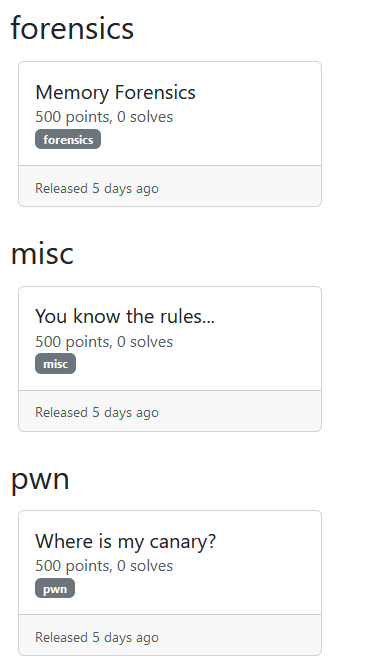 forensics
Memory Forensics
500 points, 0 solves
forensics
Released 5 days ago
misc
You know the rules...
500 points, 0 solves
misc
Released 5 days ago
pwn
Where is my canary?
500 points, 0 solves
pwn
Released 5 days ago